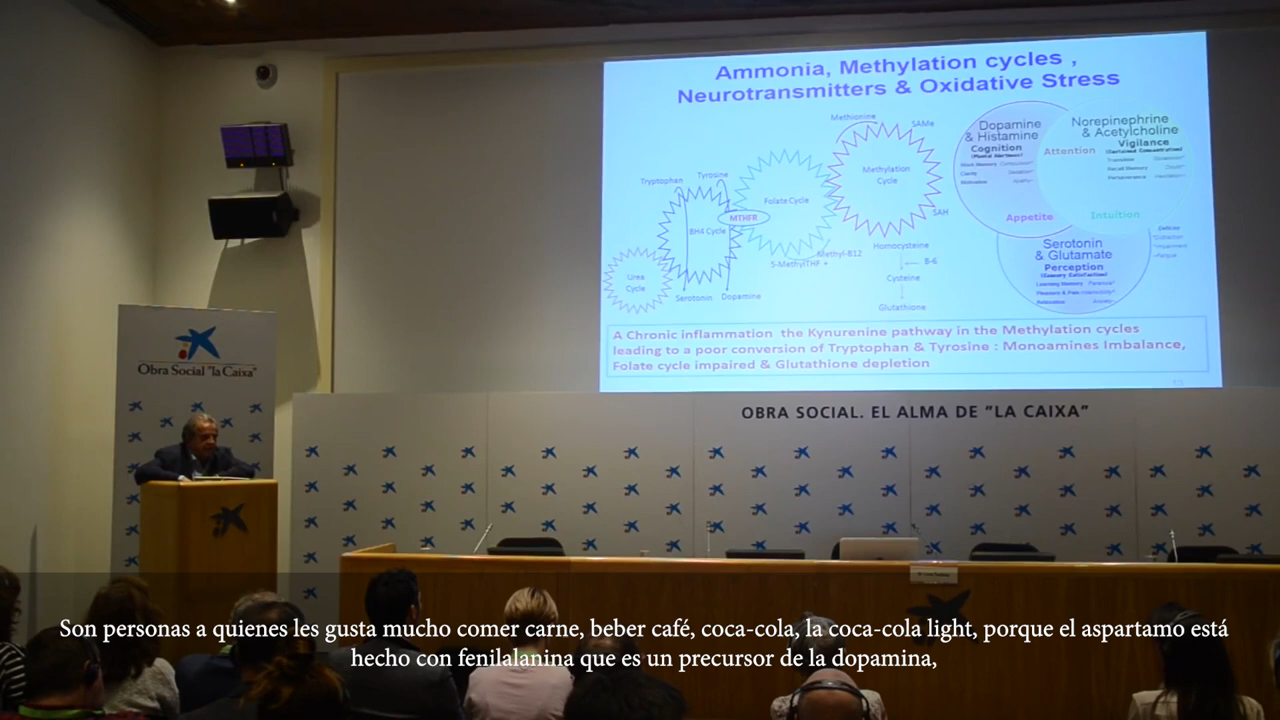 Ammonia, Methylation cycles ,
Neurotransmitters & Oxidative Stress
Methionine
SAMe
Methylation
Cycle
SAH
Tryptophan
Tyrosine
Folate Cycle
MTHFR
BH4 Cycle
Urea
Cycle
Serotonin
Dopamine
Methyl-B12
5-MethylTHF +
Homocysteine
B-6
Cysteine
Glutathione
Dopamine
& Histamine
Cognition
Norepinephrine
& Acetylcholine
Vigilance
Attention
Appetite
Intuition
Serotonin
& Glutamate
Perception
A Chronic inflammation the Kynurenine pathway in the Methylation cycles
leading to a poor conversion of Tryptophan & Tyrosine : Monoamines Imbalance,
Folate cycle impaired & Glutathione depletion
Obra Social "la Caixa"
OBRA SOCIAL. EL ALMA DE "LA CAIXA"
Son personas a quienes les gusta mucho comer carne, beber café, coca-cola, la coca-cola light, porque el aspartamo está
hecho con fenilalanina que es un precursor de la dopamina,